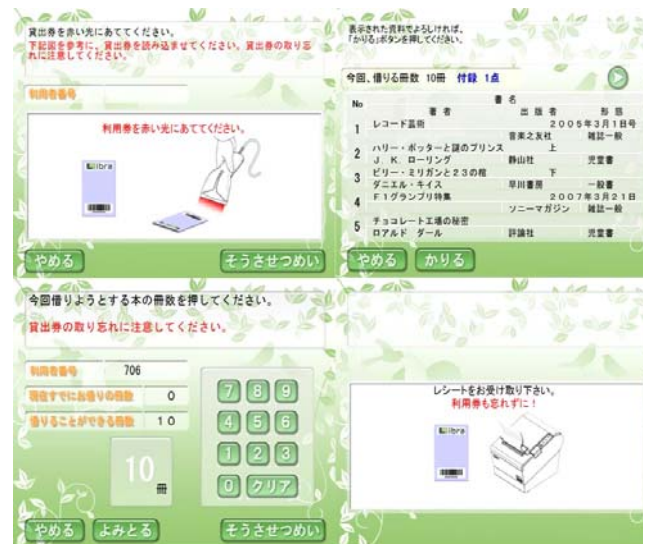 貸出券を赤い光にあててください。
下記図を参考に、貸出券を読み込ませてください。貸出券の取り忘
れに注意してください。
利用者番号
利用券を赤い光にあててください。
Libra
やめる
そうさせつめい
表示された資料でよろしければ、
「かりる」ボタンを押してください。
今回、借りる冊数 10冊 付録 1点
No 書名
著者 出版者 形態
1 レコード芸術 2005年3月1日号
音楽之友社 雑誌一般
2 ハリー・ポッターと謎のプリンス 上
J.K.ローリング 静山社 児童書
3 ビリー・ミリガンと23の棺 下
ダニエル・キイス 早川書房 一般書
4 F1グランプリ特集 2007年3月21日
ソニーマガジン 雑誌一般
5 チョコレート工場の秘密
ロアルド ダール 評論社 児童書
やめる
かりる
今回借りようとする本の冊数を押してください。
貸出券の取り忘れに注意してください。
利用者番号 706
現在すでにお借りの冊数 0
借りることができる冊数 10
10
冊
7 8 9
4 5 6
1 2 3
0 クリア
やめる
よみとる
そうさせつめい
レシートをお受け取り下さい。
利用券も忘れずに!
Libra